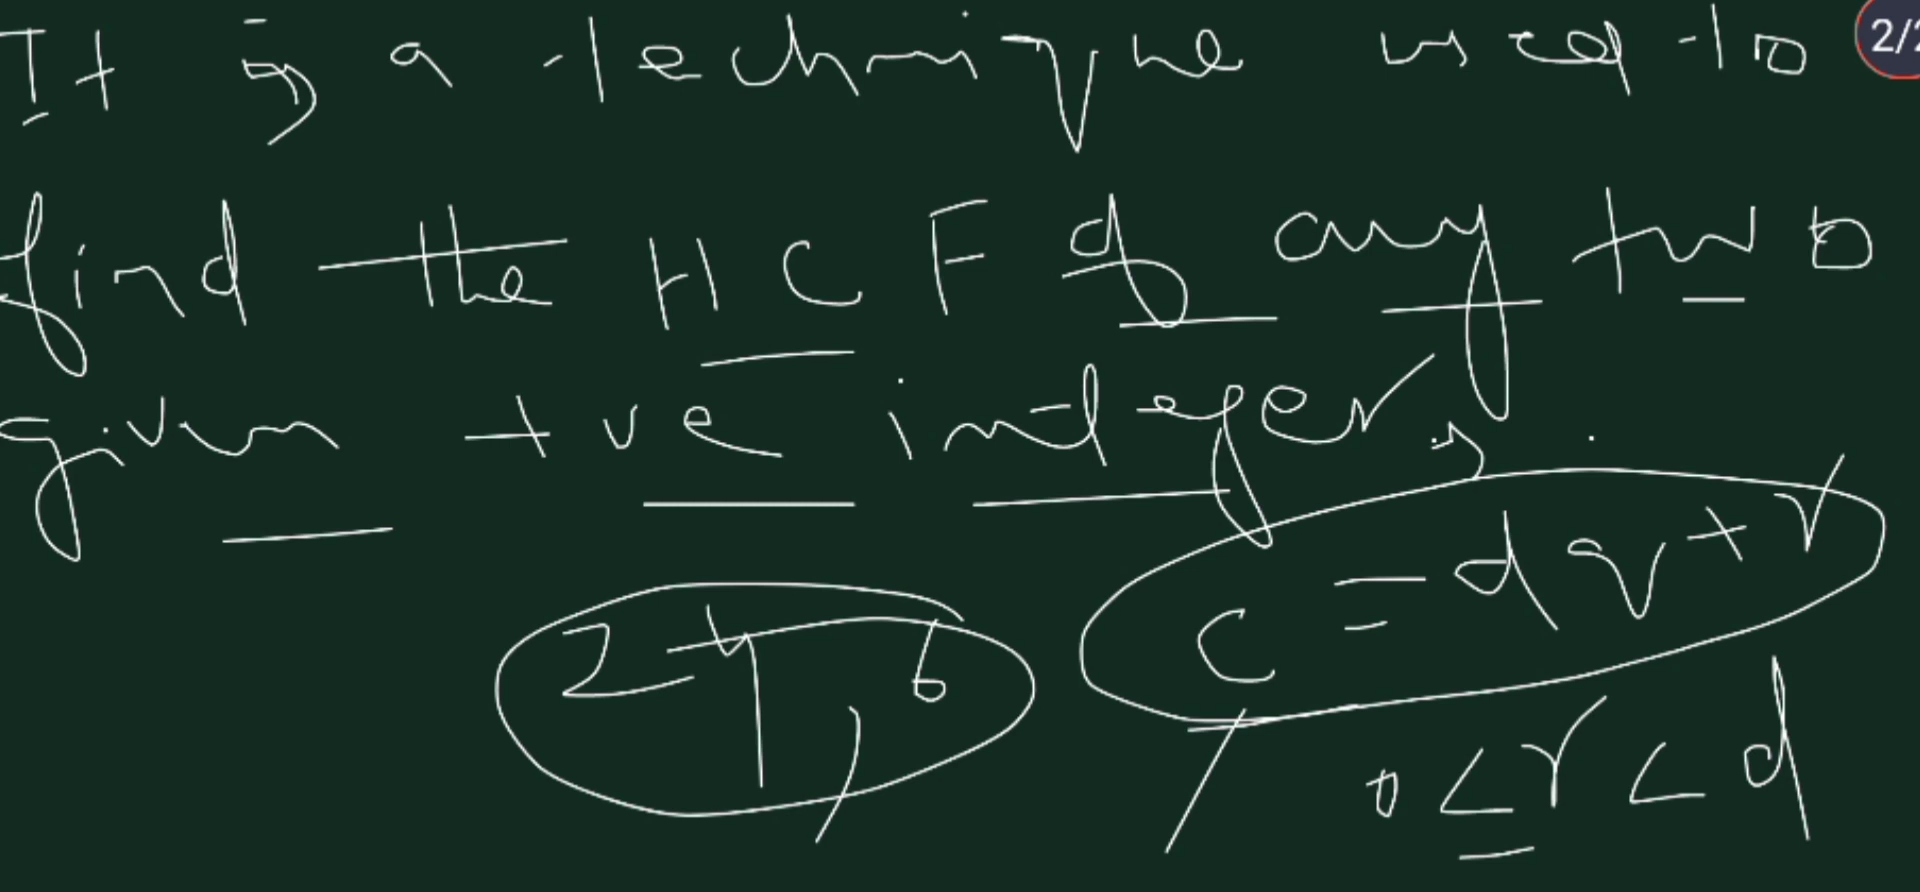 It is a technique used to
find the HCF of any two
given +ve integers.
c = dq + r
24, 6
0 ≤ r < d